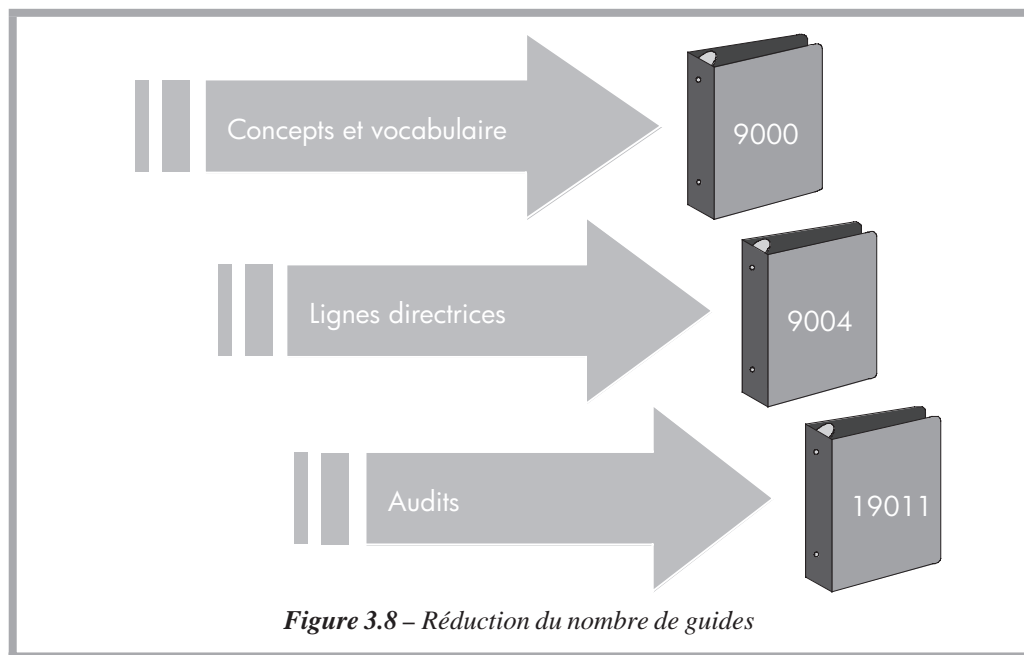 Concepts et vocabulaire
9000
Lignes directrices
9004
Audits
19011
Figure 3.8 – Réduction du nombre de guides